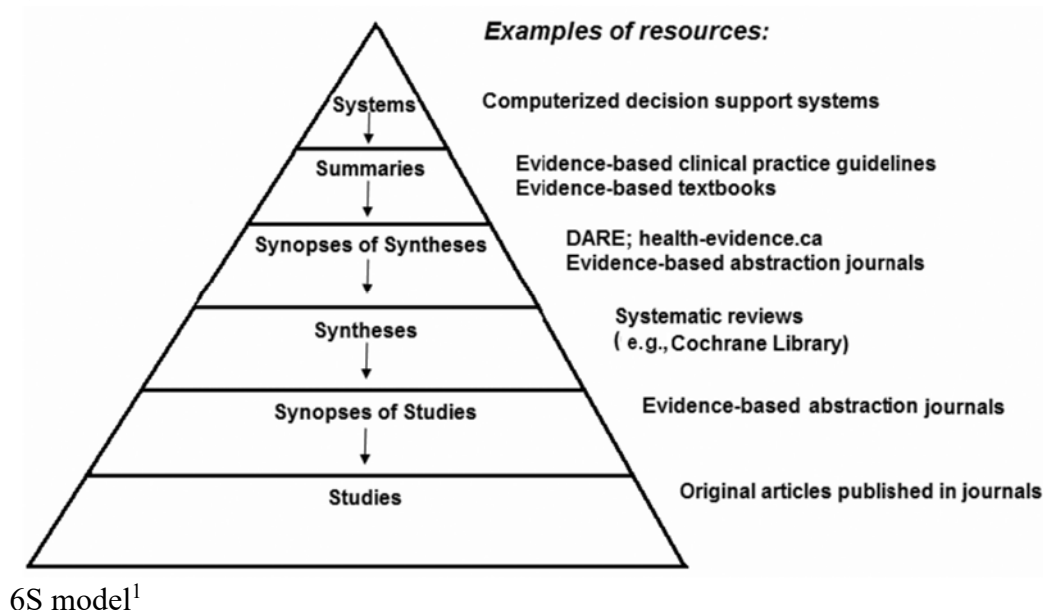 Examples of resources:
Systems
Computerized decision support systems
Summaries
Evidence-based clinical practice guidelines
Evidence-based textbooks
Synopses of Syntheses
DARE; health-evidence.ca
Evidence-based abstraction journals
Syntheses
Systematic reviews
( e.g., Cochrane Library)
Synopses of Studies
Evidence-based abstraction journals
Studies
Original articles published in journals
6S model1